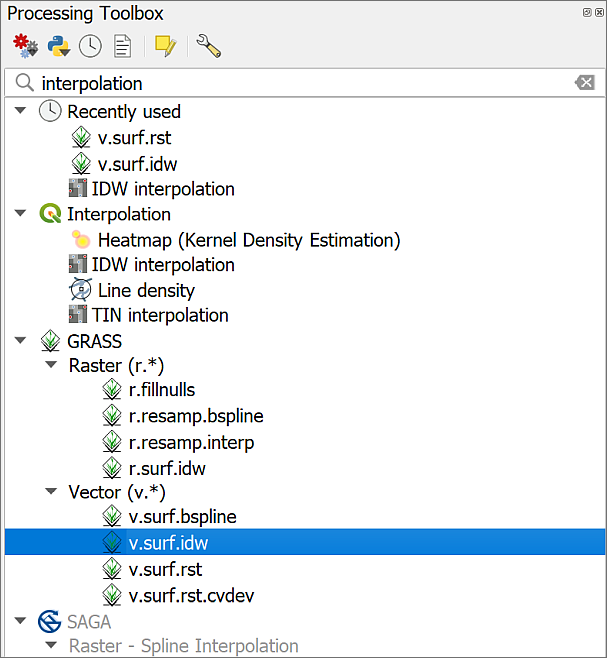 Processing Toolbox
interpolation
Recently used
v.surf.rst
v.surf.idw
IDW interpolation
Interpolation
Heatmap (Kernel Density Estimation)
IDW interpolation
Line density
TIN interpolation
GRASS
Raster (r.*)
r.fillnulls
r.resamp.bspline
r.resamp.interp
r.surf.idw
Vector (v.*)
v.surf.bspline
v.surf.idw
v.surf.rst
v.surf.rst.cvdev
SAGA
Raster - Spline Interpolation